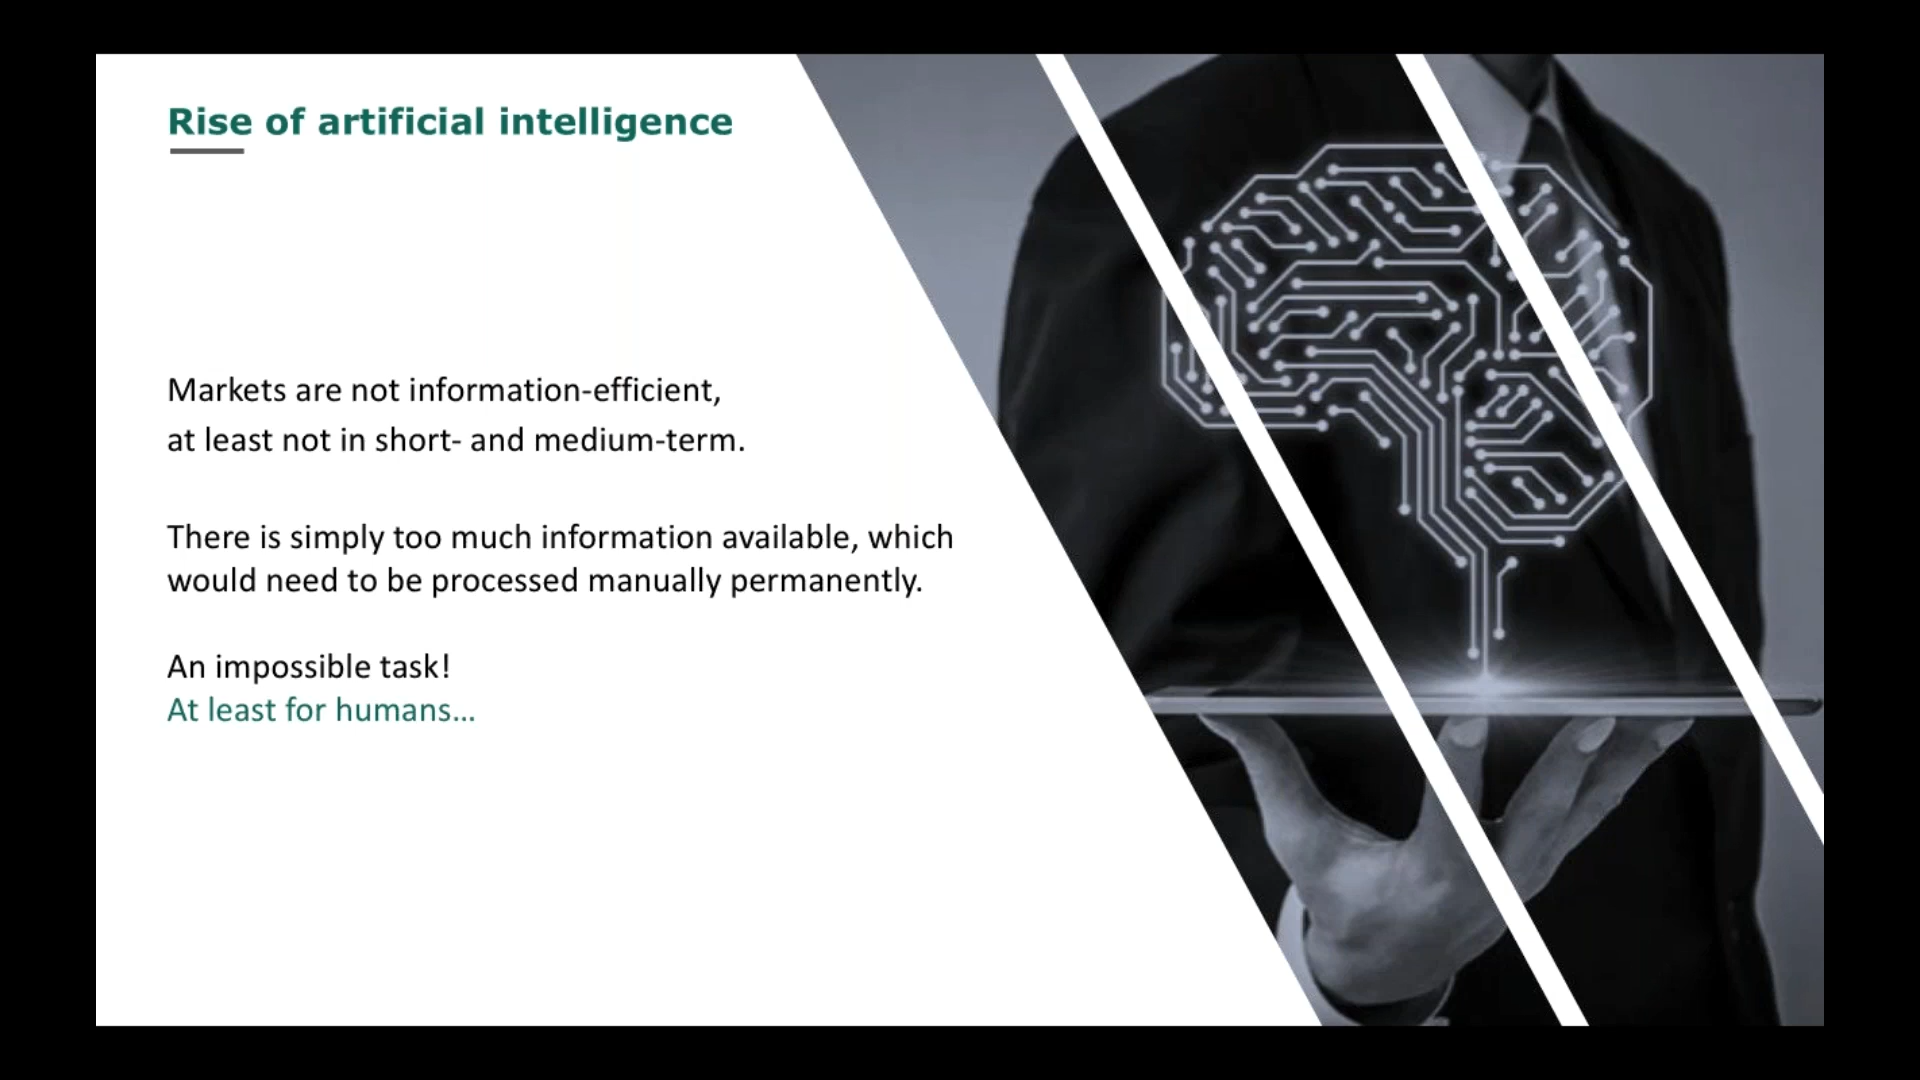 Rise of artificial intelligence
Markets are not information-efficient,
at least not in short- and medium-term.
There is simply too much information available, which
would need to be processed manually permanently.
An impossible task!
At least for humans...